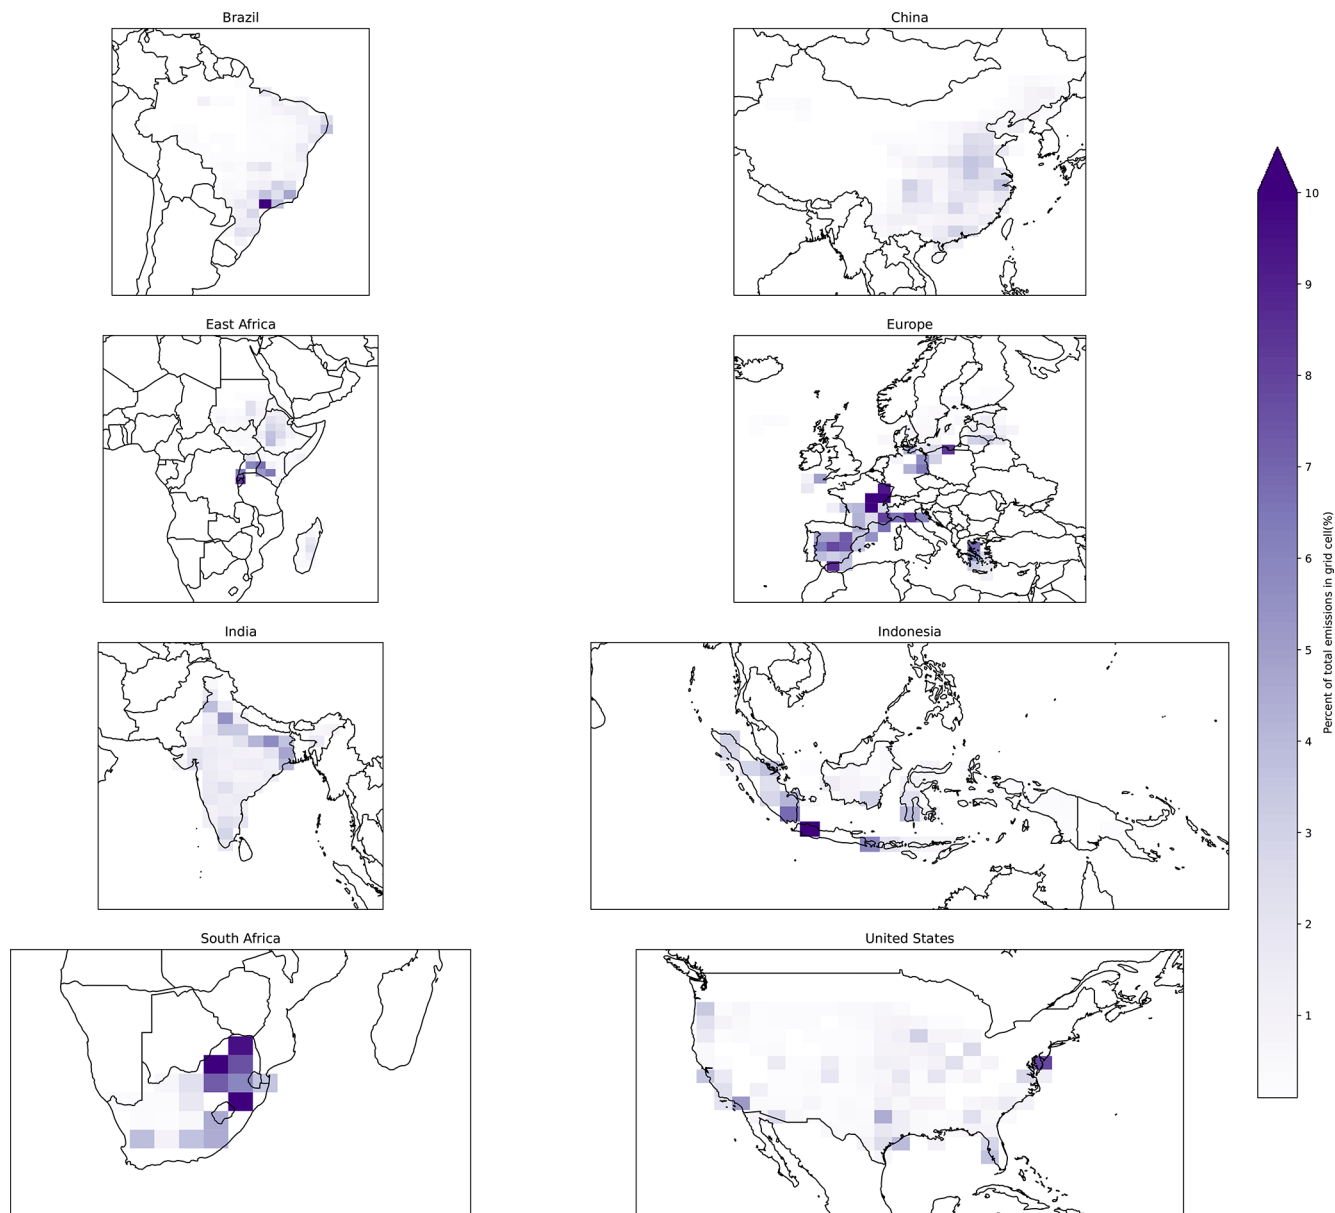 Brazil
China
East Africa
Europe
India
Indonesia
South Africa
United States
10
9
8
7
6
5
4
3
2
1
Percent of total emissions in grid cell(%)